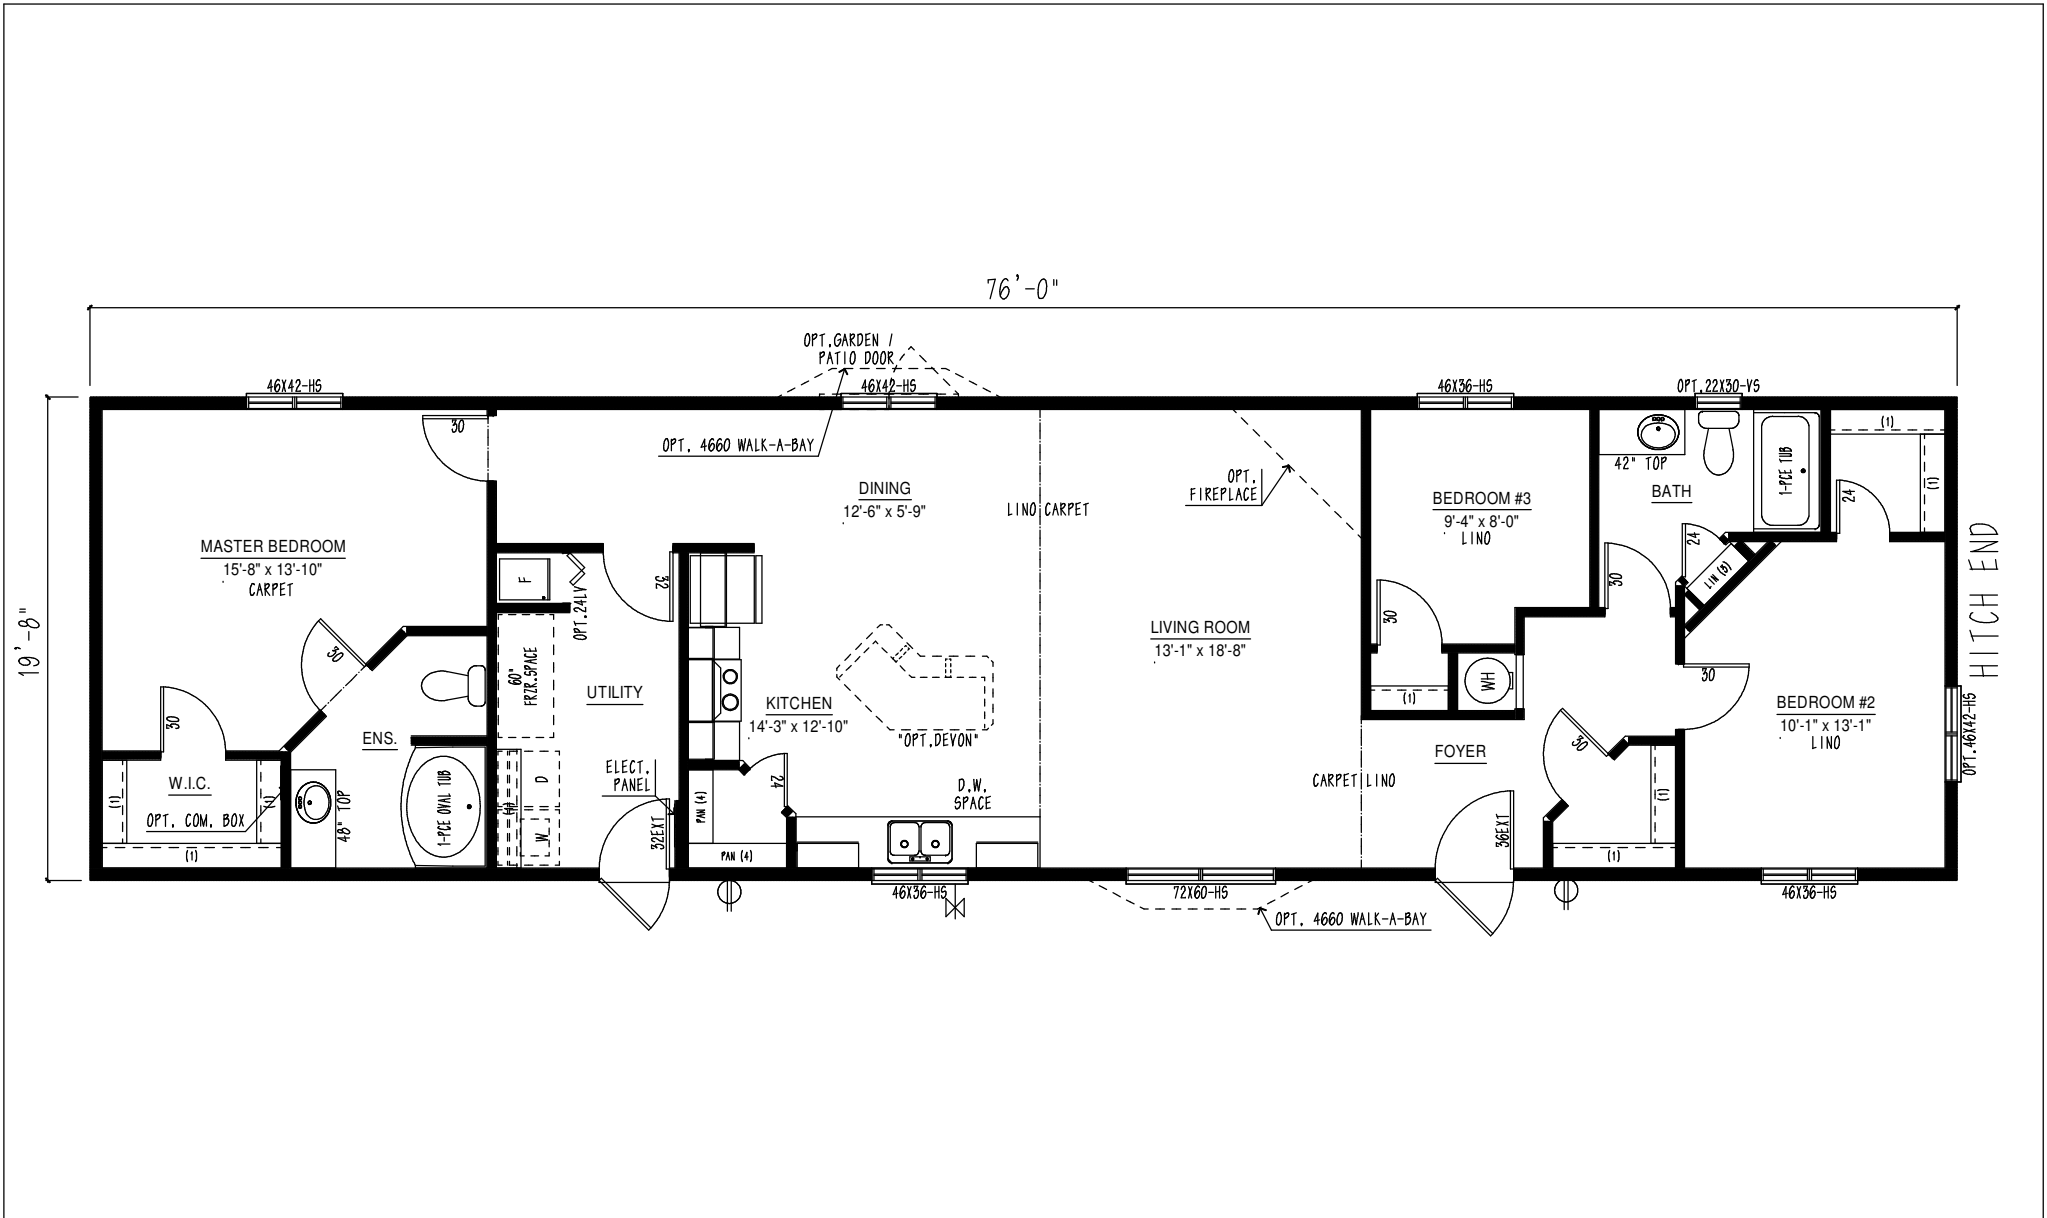 76'-0"
OPT.GARDEN /
PATIO DOOR
46X42-HS
46X42-HS
46X36-HS
OPT.22X30-VS
30
OPT. 4660 WALK-A-BAY
(1)
42" TOP
1-PCE TUB
(1)
DINING
12'-6" x 5'-9"
LINO CARPET
OPT.
FIREPLACE
BEDROOM #3
9'-4" x 8'-0"
LINO
BATH
24
MASTER BEDROOM
15'-8" x 13'-10"
CARPET
F
32
24
LIN (3)
HITCH END
19'-8"
OPT.24LV
30
30
30
LIVING ROOM
13'-1" x 18'-8"
60"
FRZR.SPACE
UTILITY
WH
30
(1)
30
KITCHEN
14'-3" x 12'-10"
BEDROOM #2
10'-1" x 13'-1"
LINO
OPT.46X42-HS
ENS.
"OPT.DEVON"
FOYER
30
W.I.C.
ELECT.
PANEL
D
24
D.W.
SPACE
CARPET LINO
(1)
(1)
(1)
OPT. COM. BOX
48" TOP
1-PCE OVAL TUB
(1)
W
32EXT
PAN (4)
36EXT
(1)
PAN (4)
(1)
46X36-HS
72X60-HS
46X36-HS
OPT. 4660 WALK-A-BAY